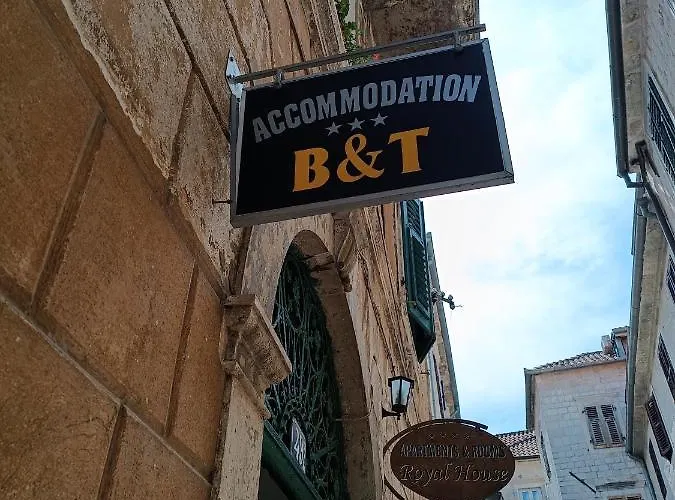 ACCOMMODATION
B&T
APARTMENTS & ROOMS
Royal House